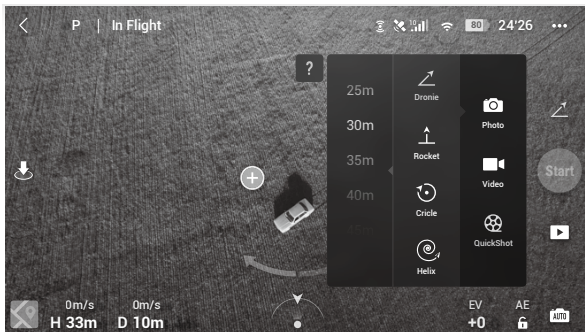 P | In Flight
10
80
24'26
?
25m
30m
35m
40m
Dronie
Rocket
Cricle
Helix
Photo
Video
QuickShot
Start
0m/s
0m/s
H 33m
D 10m
EV
+0
AE
AUTO